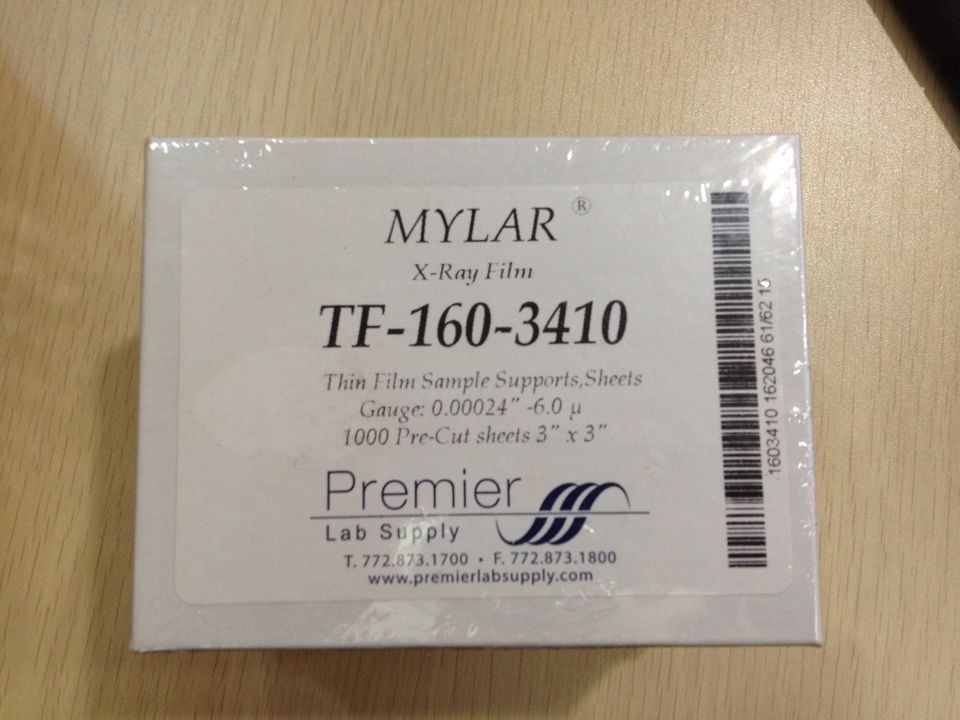 MYLAR ®
X-Ray Film
TF-160-3410
Thin Film Sample Supports,Sheets
Gauge: 0.00024" -6.0 µ
1000 Pre-Cut sheets 3" x 3"
Premier
Lab Supply
T. 772.873.1700 • F. 772.873.1800
www.premierlabsupply.com
1603410 162046 61/62 15